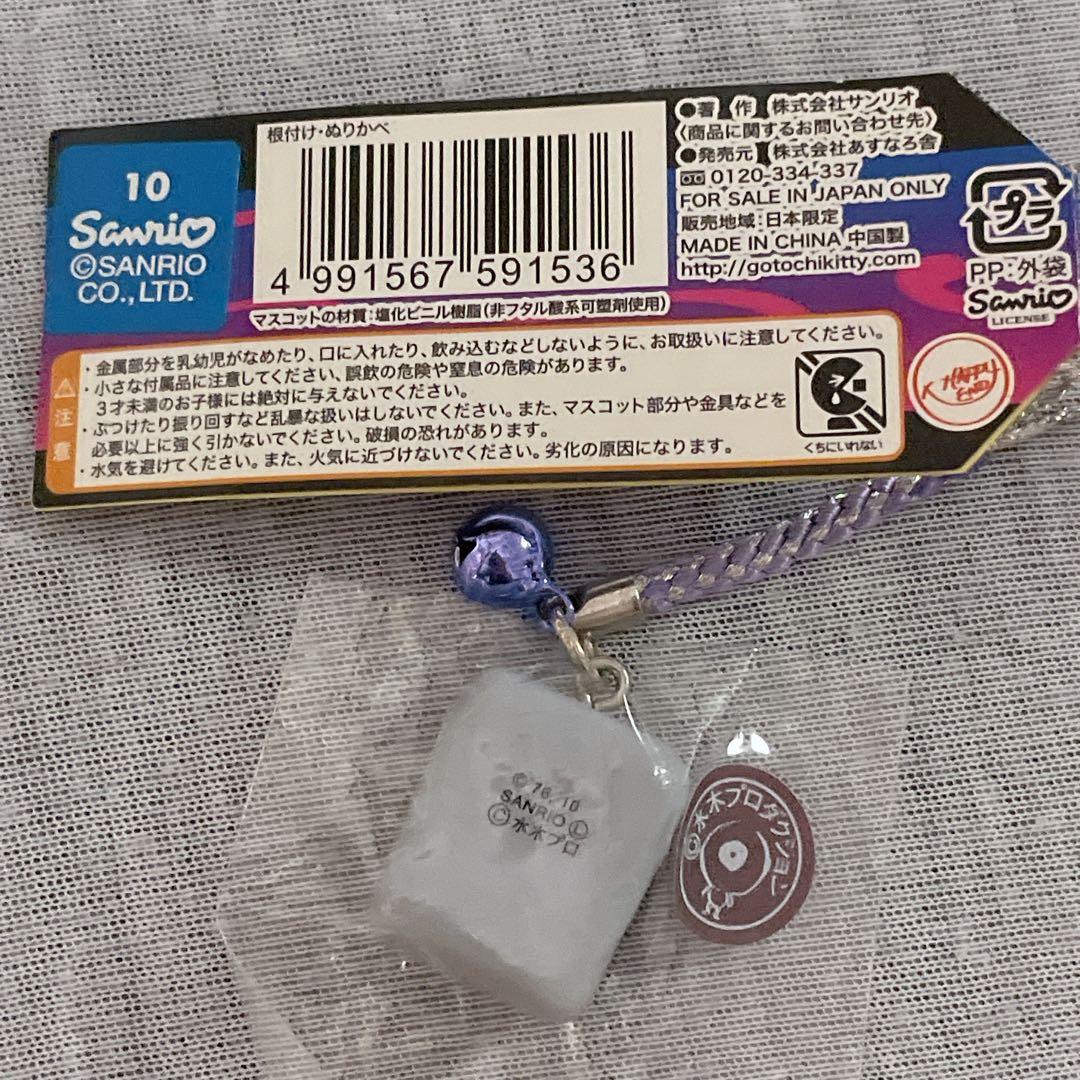 10
Sanrio
©SANRIO
CO., LTD.
根付け・ぬりかべ
4 991567 591536
●著 作 株式会社サンリオ
〈商品に関するお問い合わせ先〉
●発売元 株式会社あすなろ舎
0120-334-337
FOR SALE IN JAPAN ONLY
販売地域:日本限定
MADE IN CHINA 中国製
http://gotochikitty.com
プラ
PP:外袋
Sanrio
LICENSE
マスコットの材質:塩化ビニル樹脂(非フタル酸系可塑剤使用)
注意
・金属部分を乳幼児がなめたり、口に入れたり、飲み込むなどしないように、お取扱いに注意してください。
・小さな付属品に注意してください、誤飲の危険や窒息の危険があります。
3才未満のお子様には絶対に与えないでください。
・ぶつけたり振り回すなど乱暴な扱いはしないでください。また、マスコット部分や金具などを
必要以上に強く引かないでください。破損の恐れがあります。
・水気を避けてください。また、火気に近づけないでください。劣化の原因になります。
くちにいれない
HAPPY
END
©'76,'10
SANRIO Ⓛ
©水木プロ
©水木プロダクション